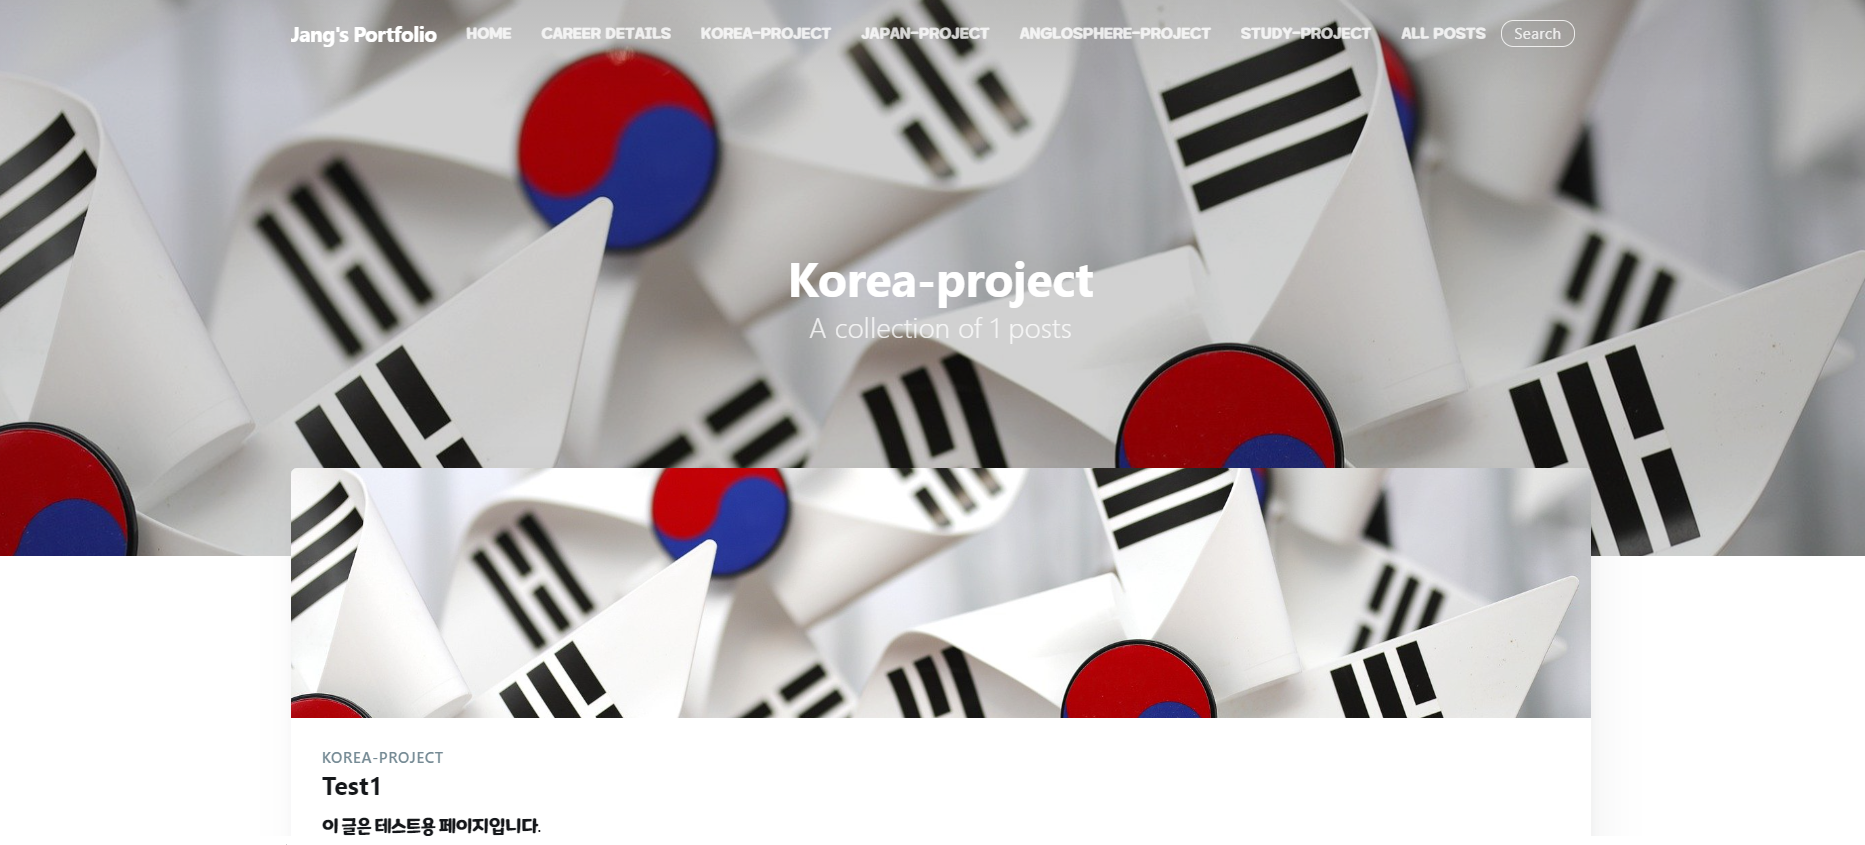 Jang's Portfolio HOME CAREER DETAILS KOREA-PROJECT JAPAN-PROJECT ANGLOSPHERE-PROJECT STUDY-PROJECT ALL POSTS Search
Korea-project
A collection of 1 posts
KOREA-PROJECT
Test1
이 글은 테스트용 페이지입니다.